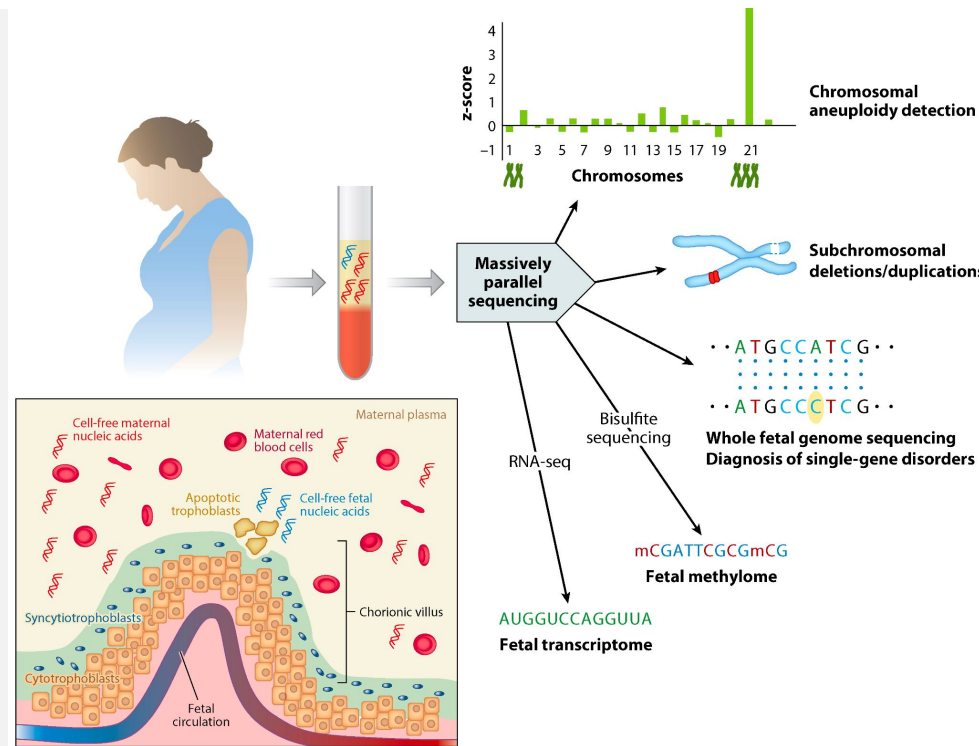 4
3
2
1
0
−1
z-score
1 3 5 7 9 11 13 15 17 19 21
Chromosomes
Chromosomal
aneuploidy detection
Massively
parallel
sequencing
Subchromosomal
deletions/duplications
··ATGCCATCG··
··ATGCCCTCG··
Whole fetal genome sequencing
Diagnosis of single-gene disorders
Bisulfite
sequencing
RNA-seq
mCGATTCGCGmCG
Fetal methylome
AUGGUCCAGGUUA
Fetal transcriptome
Maternal plasma
Cell-free maternal
nucleic acids
Maternal red
blood cells
Apoptotic
trophoblasts
Cell-free fetal
nucleic acids
Chorionic villus
Syncytiotrophoblasts
Cytotrophoblasts
Fetal
circulation